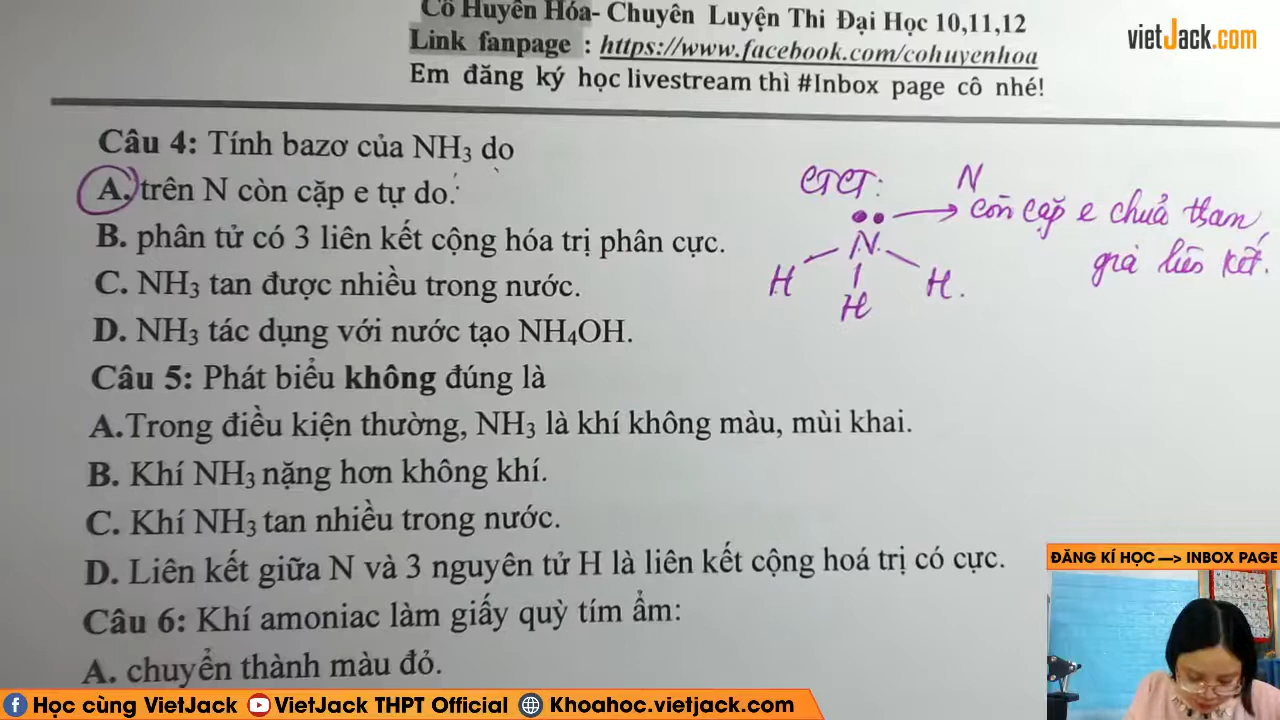 Cô Huyên Hóa- Chuyên Luyện Thi Đại Học 10,11,12
Link fanpage : https://www.facebook.com/cohuyenhoa
Em đăng ký học livestream thì #Inbox page cô nhé!
vietJack.com
Câu 4: Tính bazơ của NH₃ do
A. trên N còn cặp e tự do.
B. phân tử có 3 liên kết cộng hóa trị phân cực.
C. NH₃ tan được nhiều trong nước.
D. NH₃ tác dụng với nước tạo NH₄OH.
CTCT:
N
còn cặp e chưa tham
gia liên kết.
N
H
H
H.
Câu 5: Phát biểu không đúng là
A.Trong điều kiện thường, NH₃ là khí không màu, mùi khai.
B. Khí NH₃ nặng hơn không khí.
C. Khí NH₃ tan nhiều trong nước.
D. Liên kết giữa N và 3 nguyên tử H là liên kết cộng hoá trị có cực.
Câu 6: Khí amoniac làm giấy quỳ tím ẩm:
A. chuyển thành màu đỏ.
ĐĂNG KÍ HỌC —> INBOX PAGE
Học cùng VietJack VietJack THPT Official Khoahoc.vietjack.com